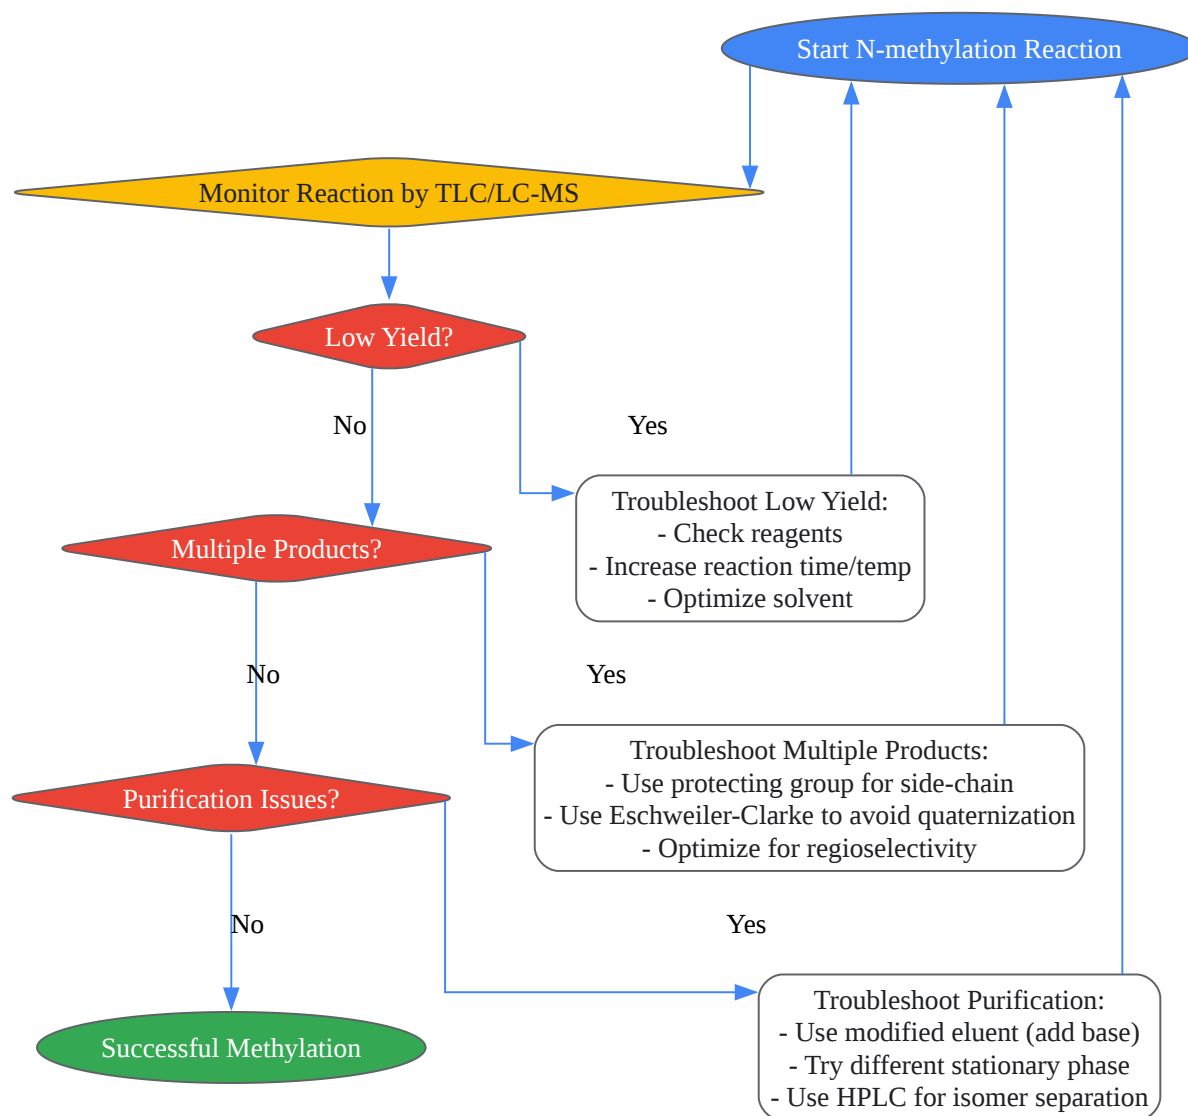 Start N-methylation Reaction
Monitor Reaction by TLC/LC-MS
Low Yield?
No
Yes
Troubleshoot Low Yield:
- Check reagents
- Increase reaction time/temp
- Optimize solvent
Multiple Products?
No
Yes
Troubleshoot Multiple Products:
- Use protecting group for side-chain
- Use Eschweiler-Clarke to avoid quaternization
- Optimize for regioselectivity
Purification Issues?
No
Yes
Troubleshoot Purification:
- Use modified eluent (add base)
- Try different stationary phase
- Use HPLC for isomer separation
Successful Methylation